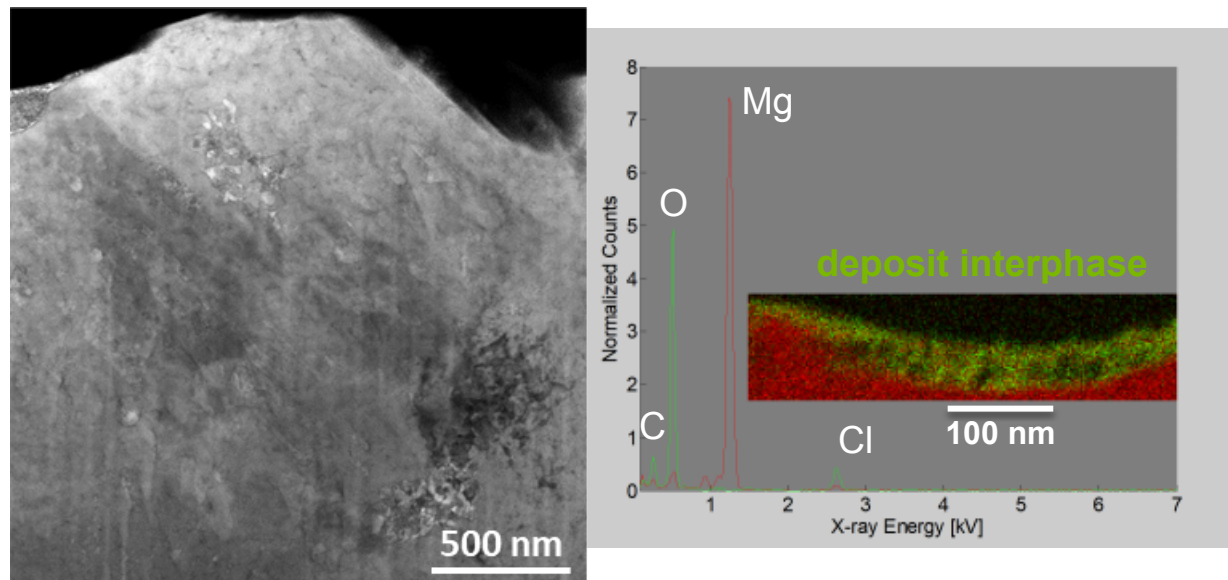 500 nm
8
7
6
5
4
3
2
1
0
Normalized Counts
Mg
O
C
Cl
deposit interphase
100 nm
1 2 3 4 5 6 7
X-ray Energy [kV]